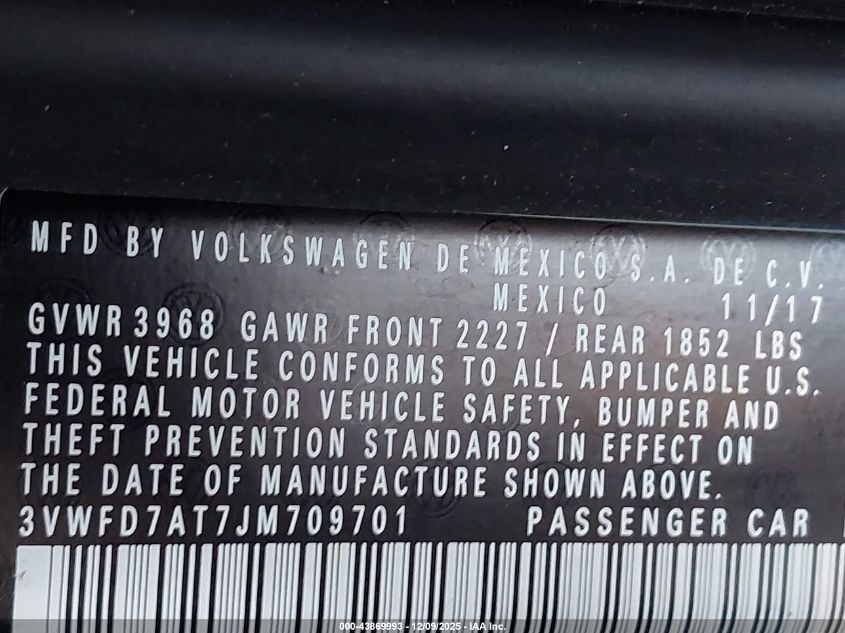 MFD BY VOLKSWAGEN DE MEXICO S.A. DE C.V.
MEXICO 11/17
GVWR 3968 GAWR FRONT 2227 / REAR 1852 LBS
THIS VEHICLE CONFORMS TO ALL APPLICABLE U.S.
FEDERAL MOTOR VEHICLE SAFETY, BUMPER AND
THEFT PREVENTION STANDARDS IN EFFECT ON
THE DATE OF MANUFACTURE SHOWN ABOVE.
3VWFD7AT7JM709701 PASSENGER CAR
000-43869993 - 12/09/2025 - IAA Inc.